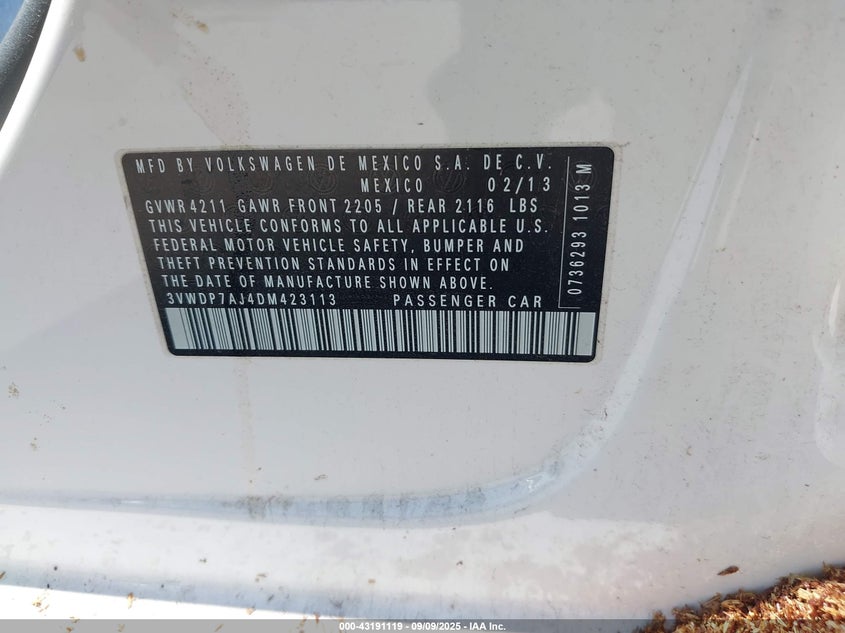 MFD BY VOLKSWAGEN DE MEXICO S.A. DE C.V.
MEXICO 02/13
GVWR 4211 GAWR FRONT 2205 / REAR 2116 LBS
THIS VEHICLE CONFORMS TO ALL APPLICABLE U.S.
FEDERAL MOTOR VEHICLE SAFETY, BUMPER AND
THEFT PREVENTION STANDARDS IN EFFECT ON
THE DATE OF MANUFACTURE SHOWN ABOVE.
3VWDP7AJ4DM423113 PASSENGER CAR
0736293 1013 M
000-43191119 - 09/09/2025 - IAA Inc.